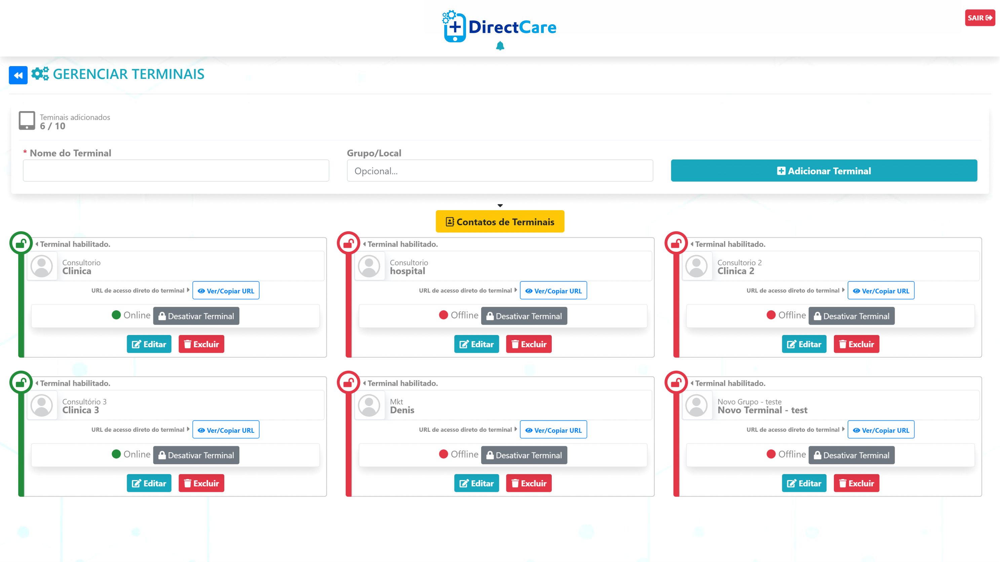 DirectCare
SAIR
GERENCIAR TERMINAIS
Teminais adicionados
6 / 10
* Nome do Terminal
Grupo/Local
Opcional...
Adicionar Terminal
Contatos de Terminais
Terminal habilitado.
Consultorio
Clinica
URL de acesso direto do terminal
Ver/Copiar URL
Online
Desativar Terminal
Editar
Excluir
Terminal habilitado.
Consultorio
hospital
URL de acesso direto do terminal
Ver/Copiar URL
Offline
Desativar Terminal
Editar
Excluir
Terminal habilitado.
Consultorio 2
Clinica 2
URL de acesso direto do terminal
Ver/Copiar URL
Offline
Desativar Terminal
Editar
Excluir
Terminal habilitado.
Consultório 3
Clinica 3
URL de acesso direto do terminal
Ver/Copiar URL
Online
Desativar Terminal
Editar
Excluir
Terminal habilitado.
Mkt
Denis
URL de acesso direto do terminal
Ver/Copiar URL
Offline
Desativar Terminal
Editar
Excluir
Terminal habilitado.
Novo Grupo - teste
Novo Terminal - test
URL de acesso direto do terminal
Ver/Copiar URL
Offline
Desativar Terminal
Editar
Excluir